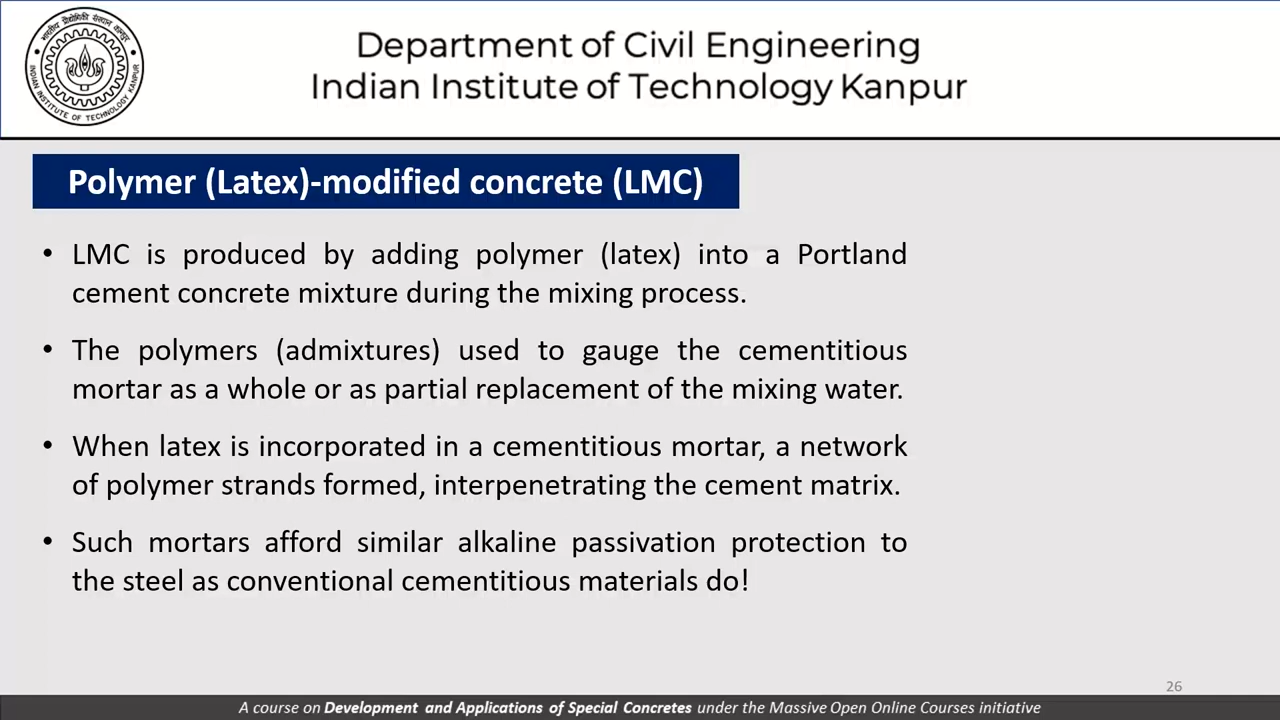 Department of Civil Engineering
Indian Institute of Technology Kanpur
INDIAN INSTITUTE OF TECHNOLOGY KANPUR
Polymer (Latex)-modified concrete (LMC)
• LMC is produced by adding polymer (latex) into a Portland
cement concrete mixture during the mixing process.
• The polymers (admixtures) used to gauge the cementitious
mortar as a whole or as partial replacement of the mixing water.
• When latex is incorporated in a cementitious mortar, a network
of polymer strands formed, interpenetrating the cement matrix.
• Such mortars afford similar alkaline passivation protection to
the steel as conventional cementitious materials do!
26
A course on Development and Applications of Special Concretes under the Massive Open Online Courses initiative